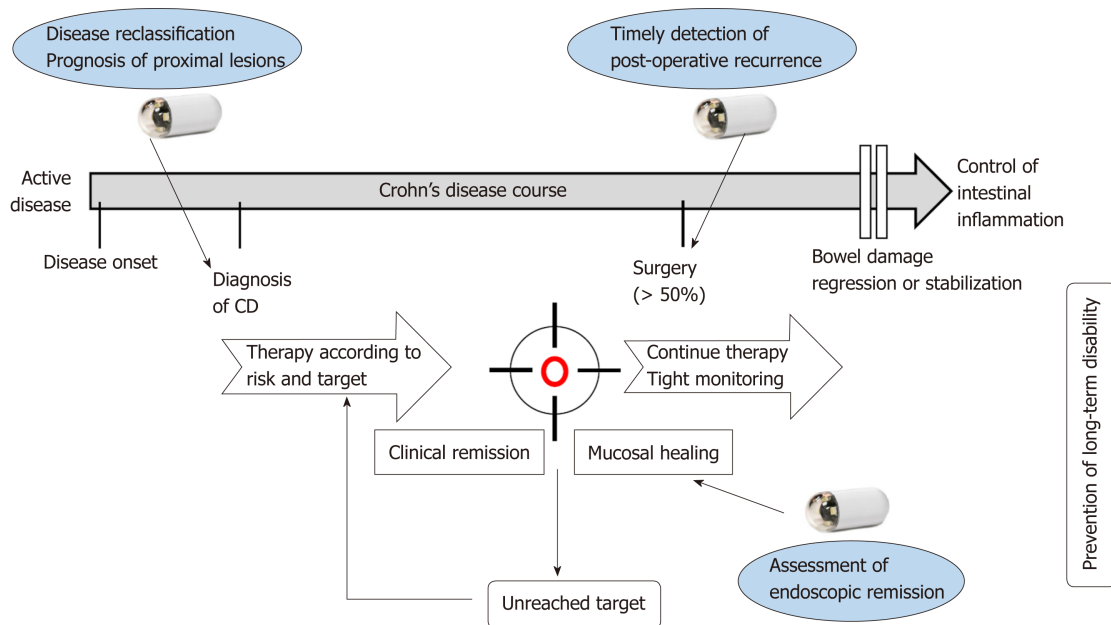 Disease reclassification
Prognosis of proximal lesions
Timely detection of
post-operative recurrence
Active
disease
Crohn’s disease course
Control of
intestinal
inflammation
Disease onset
Diagnosis
of CD
Surgery
(> 50%)
Bowel damage
regression or stabilization
Therapy according to
risk and target
Continue therapy
Tight monitoring
Clinical remission
Mucosal healing
Unreached target
Assessment of
endoscopic remission
Prevention of long-term disability